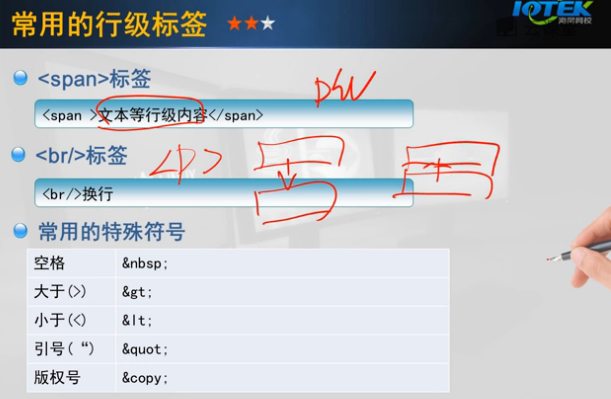 常用的行级标签
IOTEK
<span>标签
<span >文本等行级内容</span>
<br/>标签
<P>
<br/>换行
常用的特殊符号
空格 &nbsp;
大于(>) &gt;
小于(<) &lt;
引号(“) &quot;
版权号 &copy;